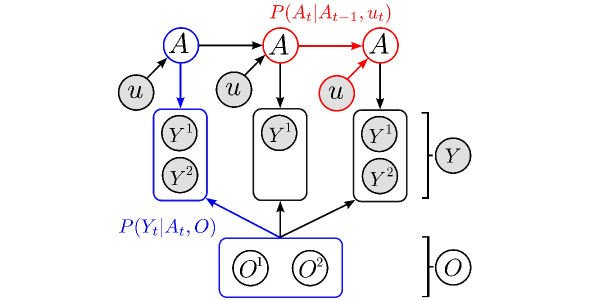 P(A_t|A_{t-1}, u_t)
A A A
u u u
Y^1 Y^1 Y^1
Y
Y^2 Y^2
P(Y_t|A_t, O)
O^1 O^2 O